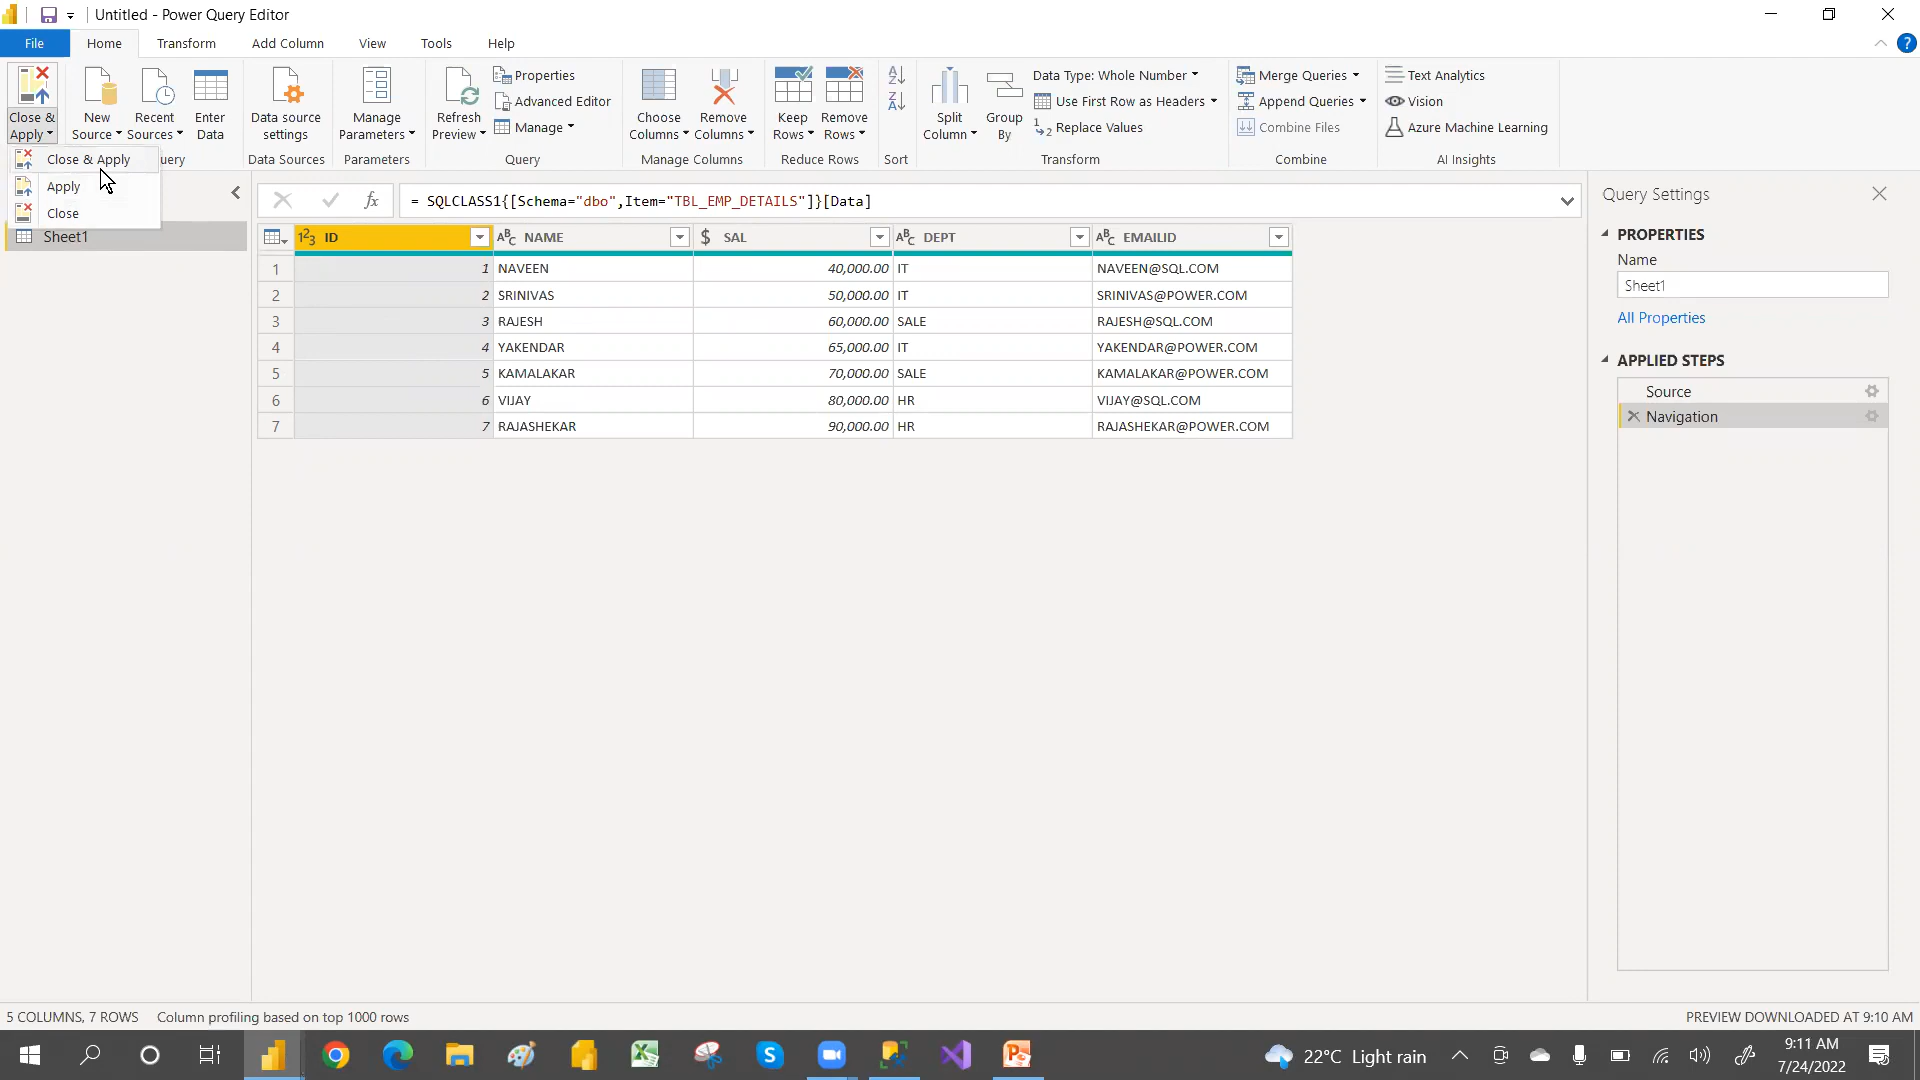 Untitled - Power Query Editor
File Home Transform Add Column View Tools Help
Close & Apply
New Source
Recent Sources
Enter Data
Data source settings
Manage Parameters
Refresh Preview
Properties
Advanced Editor
Manage
Choose Columns
Remove Columns
Keep Rows
Remove Rows
Split Column
Group By
Data Type: Whole Number
Use First Row as Headers
Replace Values
Merge Queries
Append Queries
Combine Files
Text Analytics
Vision
Azure Machine Learning
Data Sources Parameters Query Manage Columns Reduce Rows Sort Transform Combine AI Insights
Close & Apply
Apply
Close
Sheet1
= SQLCLASS1{[Schema="dbo",Item="TBL_EMP_DETAILS"]}[Data]
ID NAME SAL DEPT EMAILID
1 1 NAVEEN 40,000.00 IT NAVEEN@SQL.COM
2 2 SRINIVAS 50,000.00 IT SRINIVAS@POWER.COM
3 3 RAJESH 60,000.00 SALE RAJESH@SQL.COM
4 4 YAKENDAR 65,000.00 IT YAKENDAR@POWER.COM
5 5 KAMALAKAR 70,000.00 SALE KAMALAKAR@POWER.COM
6 6 VIJAY 80,000.00 HR VIJAY@SQL.COM
7 7 RAJASHEKAR 90,000.00 HR RAJASHEKAR@POWER.COM
Query Settings
PROPERTIES
Name
Sheet1
All Properties
APPLIED STEPS
Source
Navigation
5 COLUMNS, 7 ROWS Column profiling based on top 1000 rows
PREVIEW DOWNLOADED AT 9:10 AM
22°C Light rain
9:11 AM
7/24/2022